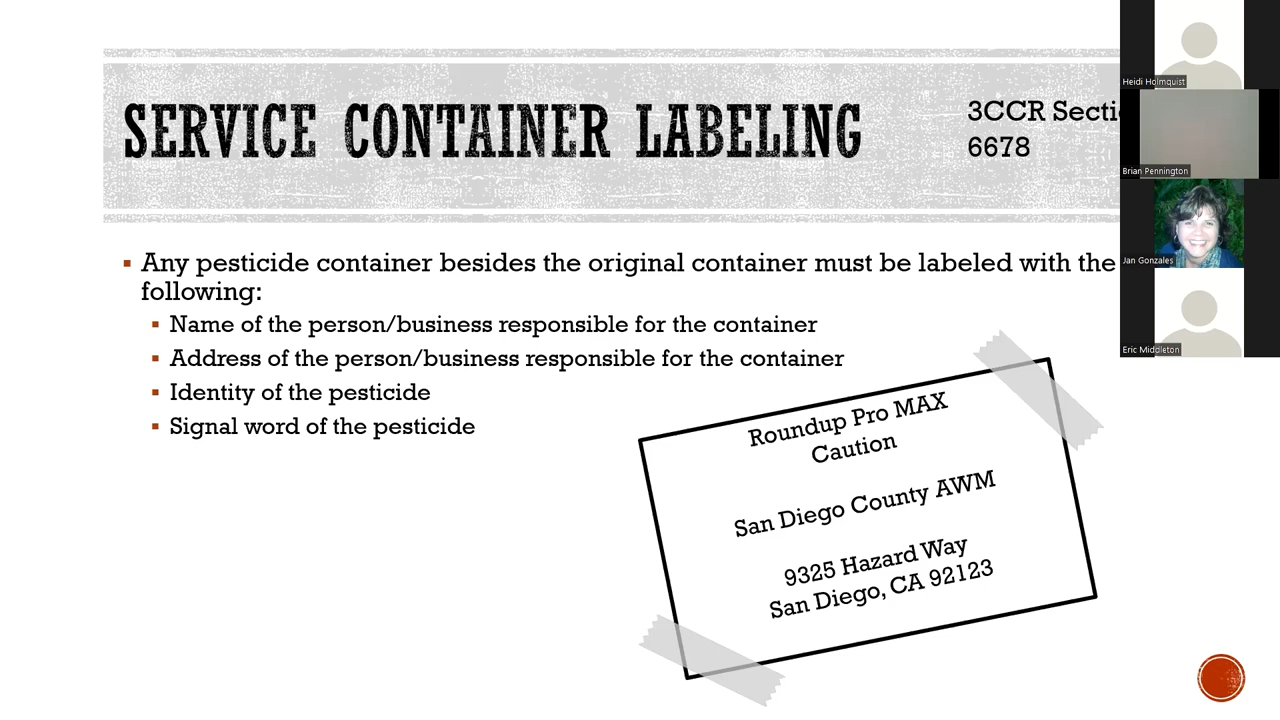 SERVICE CONTAINER LABELING
3CCR Secti
6678
Any pesticide container besides the original container must be labeled with the
following:
Name of the person/business responsible for the container
Address of the person/business responsible for the container
Identity of the pesticide
Signal word of the pesticide
Roundup Pro MAX
Caution
San Diego County AWM
9325 Hazard Way
San Diego, CA 92123
Heidi Holmquist
Brian Pennington
Jan Gonzales
Eric Middleton